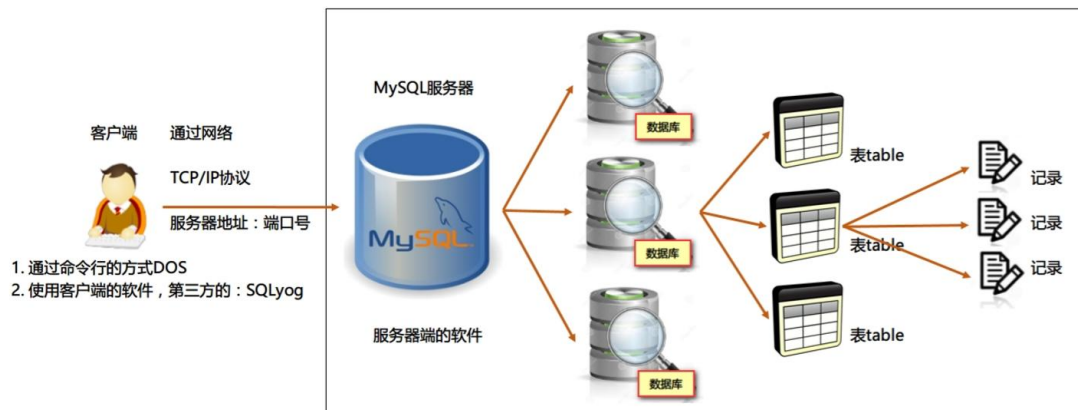 MySQL服务器
客户端
通过网络
TCP/IP协议
服务器地址：端口号
1. 通过命令行的方式DOS
2. 使用客户端的软件，第三方的：SQLyog
MySQL
服务器端的软件
数据库
数据库
数据库
表table
表table
表table
记录
记录
记录